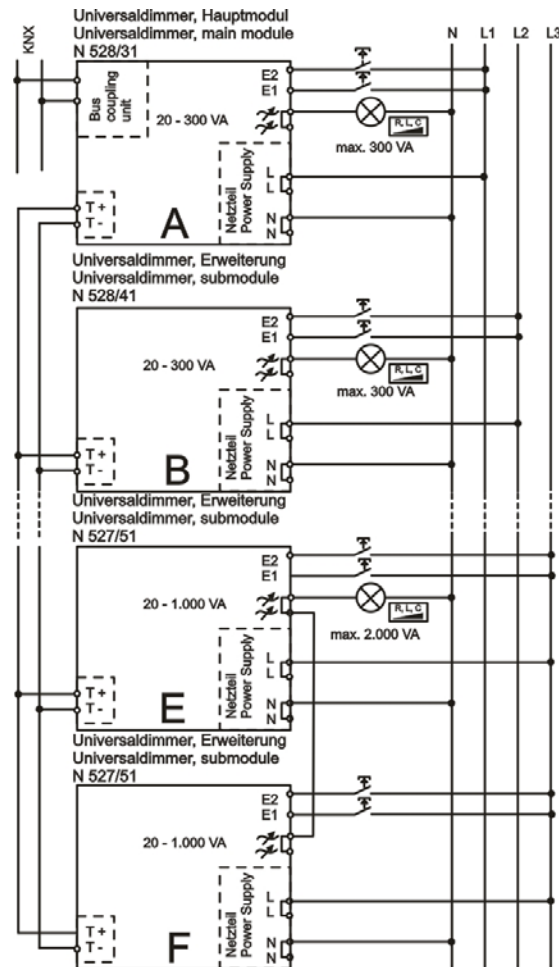 Universaldimmer, Hauptmodul
Universaldimmer, main module
N 528/31
KNX
N L1 L2 L3
Bus
coupling
unit
20 - 300 VA
E2
E1
R, L, C
max. 300 VA
Netzteil
Power Supply
L
L
N
N
T +
T -
A
Universaldimmer, Erweiterung
Universaldimmer, submodule
N 528/41
E2
E1
20 - 300 VA
R, L, C
max. 300 VA
Netzteil
Power Supply
L
L
N
N
T +
T -
B
Universaldimmer, Erweiterung
Universaldimmer, submodule
N 527/51
E2
E1
20 - 1.000 VA
R, L, C
max. 2.000 VA
Netzteil
Power Supply
L
L
N
N
T +
T -
E
Universaldimmer, Erweiterung
Universaldimmer, submodule
N 527/51
E2
E1
20 - 1.000 VA
Netzteil
Power Supply
L
L
N
N
T +
T -
F